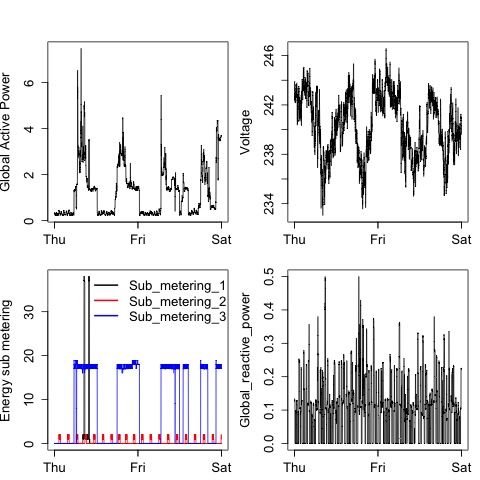 Global Active Power
0 2 4 6
Thu Fri Sat
Voltage
234 238 242 246
Thu Fri Sat
Energy sub metering
0 10 20 30
Sub_metering_1
Sub_metering_2
Sub_metering_3
Thu Fri Sat
Global_reactive_power
0.0 0.1 0.2 0.3 0.4 0.5
Thu Fri Sat